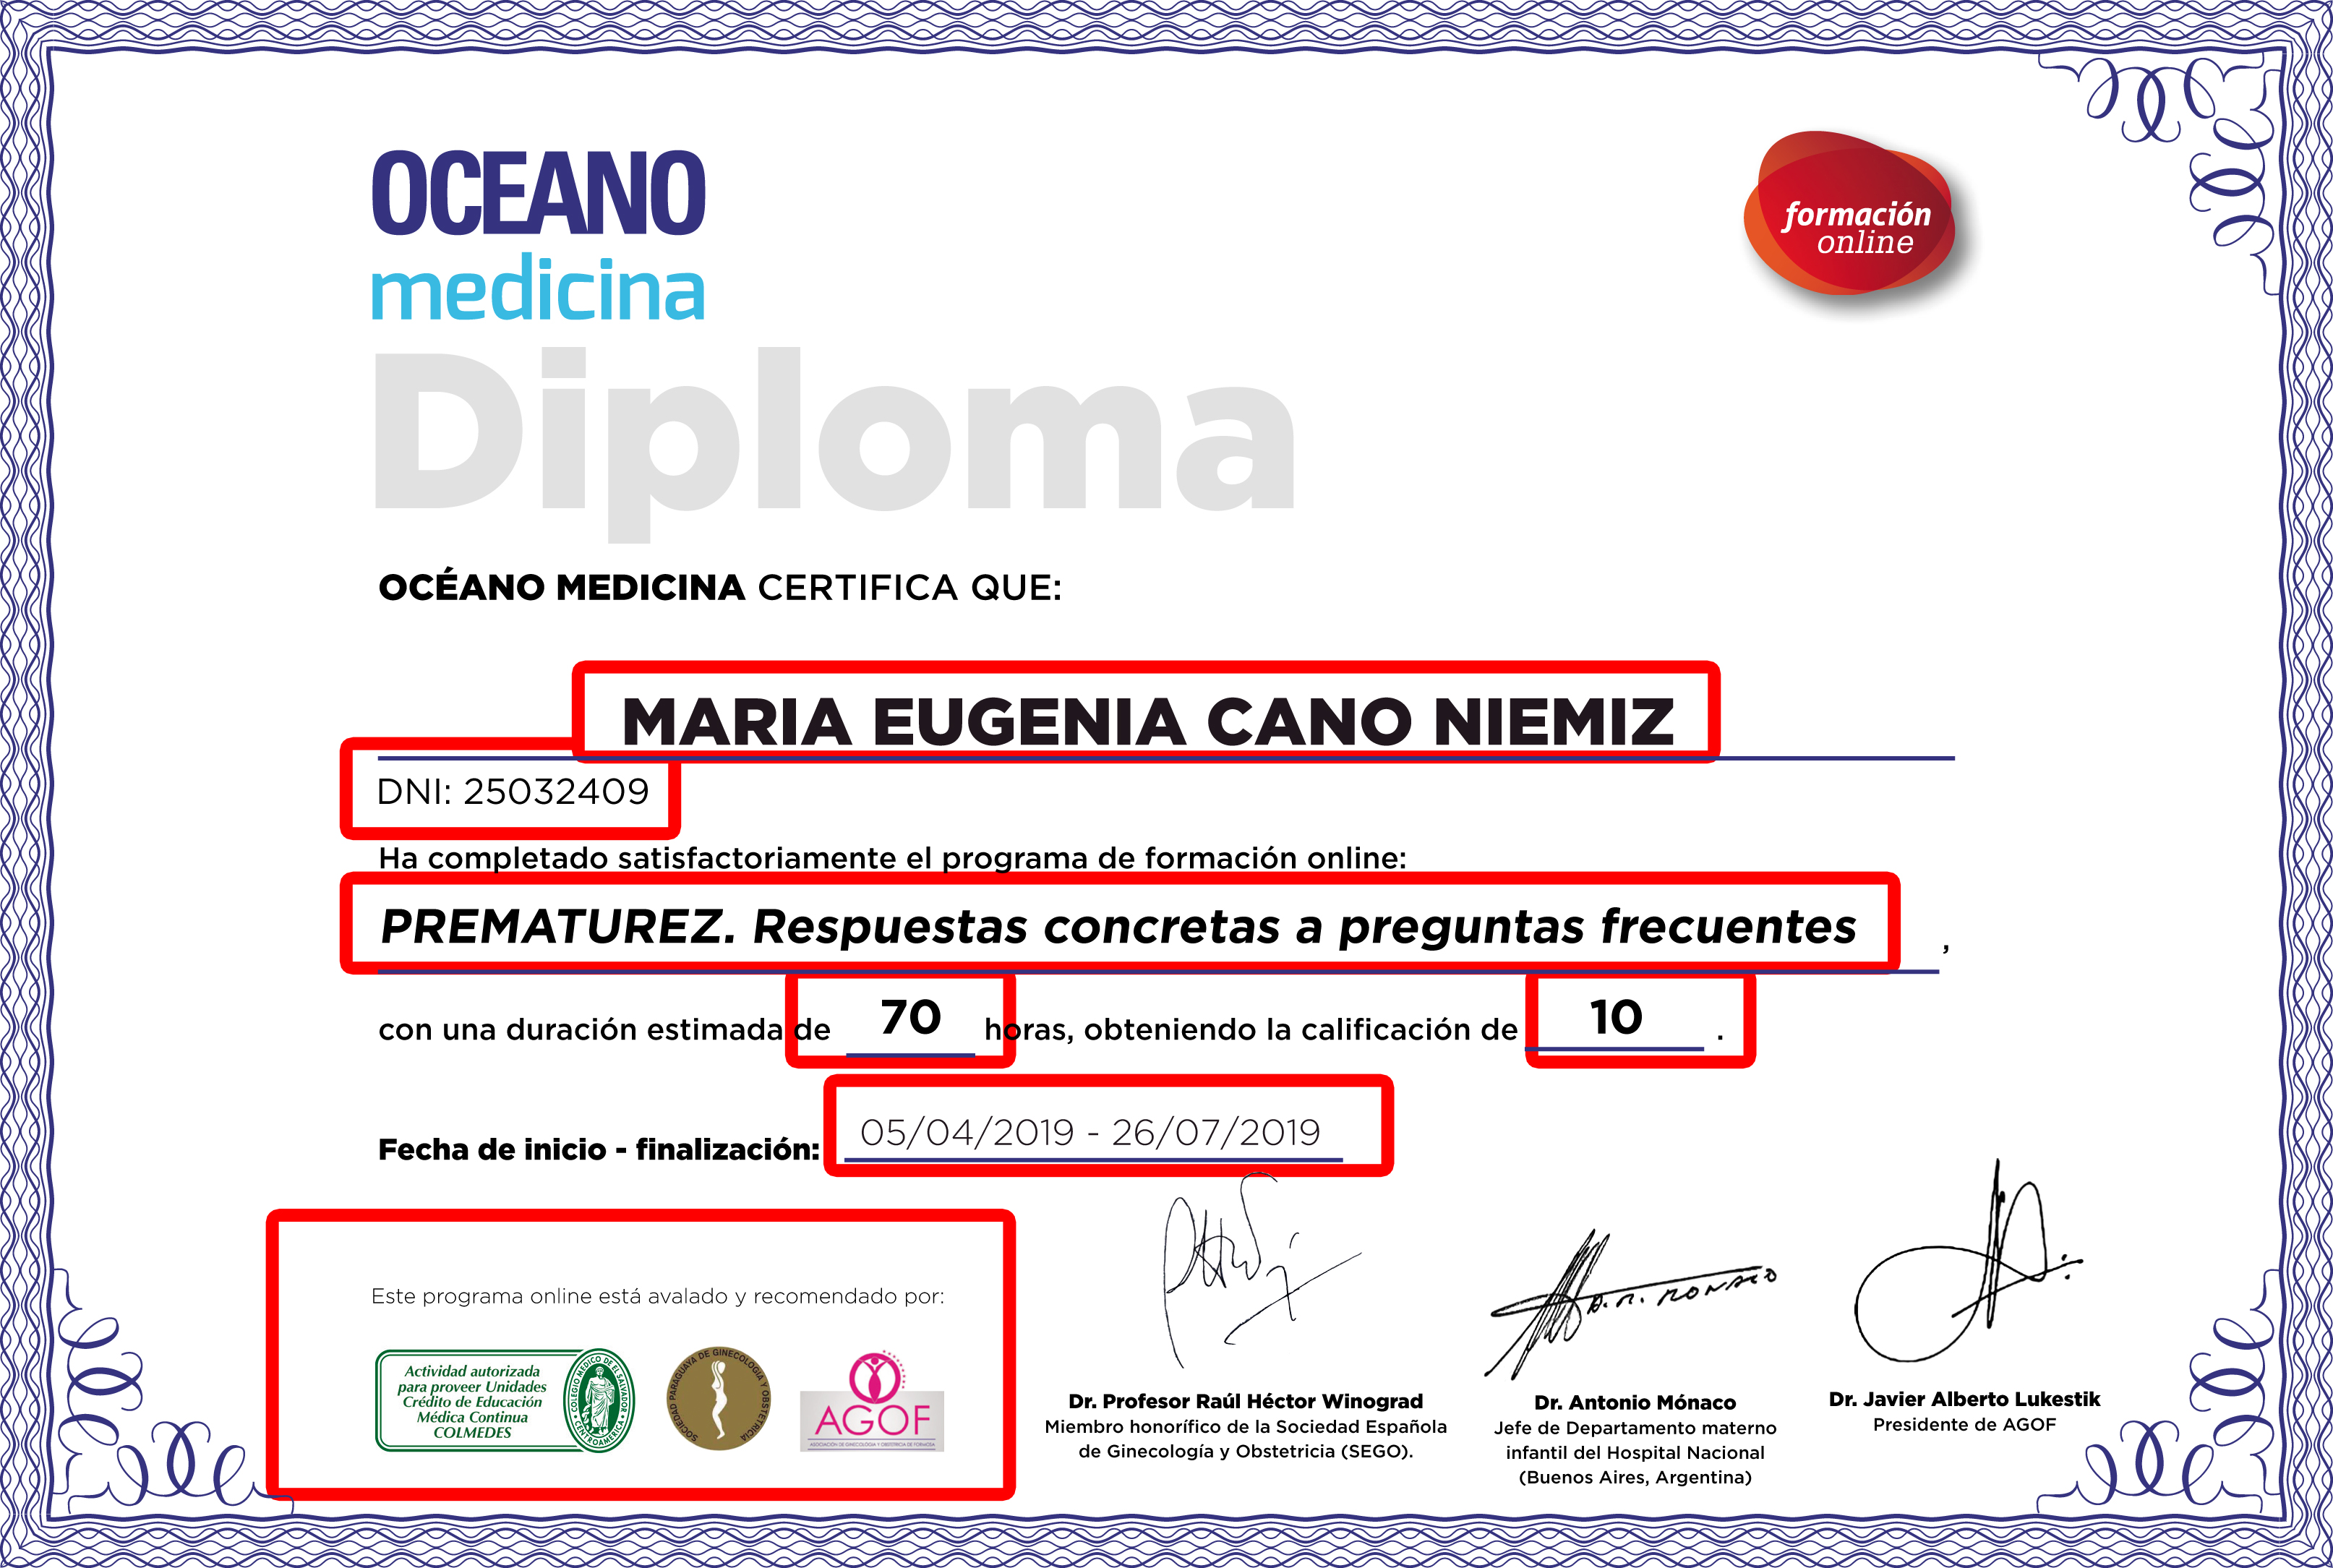 OCEANO
medicina
formación
online
Diploma
OCÉANO MEDICINA CERTIFICA QUE:
MARIA EUGENIA CANO NIEMIZ
DNI: 25032409
Ha completado satisfactoriamente el programa de formación online:
PREMATUREZ. Respuestas concretas a preguntas frecuentes ,
con una duración estimada de 70 horas, obteniendo la calificación de 10 .
Fecha de inicio - finalización: 05/04/2019 - 26/07/2019
Este programa online está avalado y recomendado por:
Actividad autorizada
para proveer Unidades
Crédito de Educación
Médica Continua
COLMEDES
COLEGIO MÉDICO DE EL SALVADOR
CENTROAMERICA
SOCIEDAD PARAGUAYA DE GINECOLOGIA Y OBSTETRICIA
AGOF
ASOCIACIÓN DE GINECOLOGIA Y OBSTETRICIA DE FORMOSA
Dr. Profesor Raúl Héctor Winograd
Miembro honorífico de la Sociedad Española
de Ginecología y Obstetricia (SEGO).
A. R. MONACO
Dr. Antonio Mónaco
Jefe de Departamento materno
infantil del Hospital Nacional
(Buenos Aires, Argentina)
Dr. Javier Alberto Lukestik
Presidente de AGOF